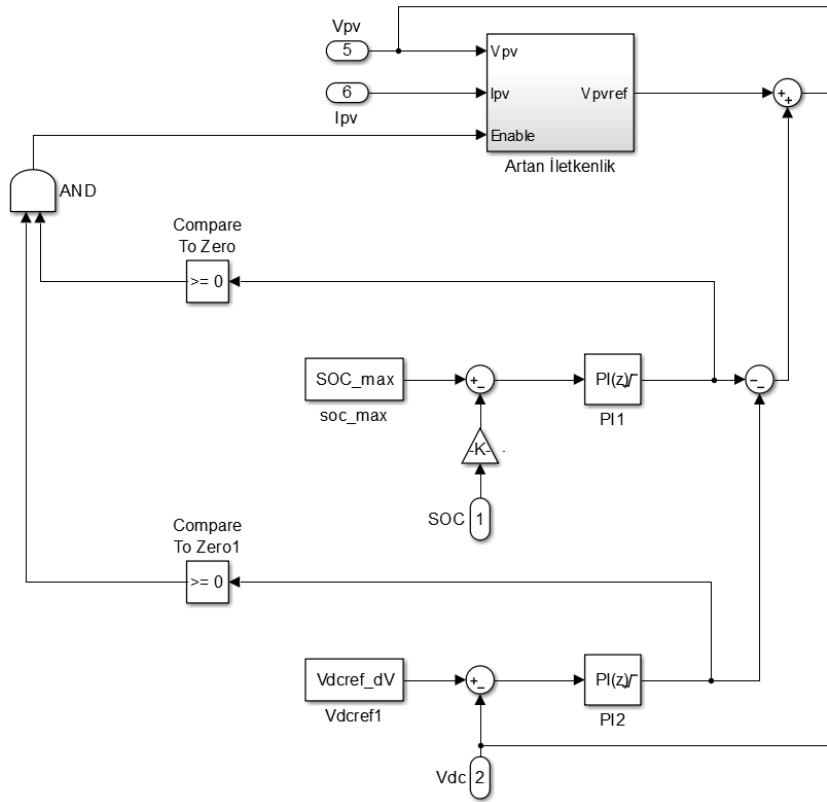 Vpv
5
6
Ipv
Vpv
Ipv
Enable
Vpvref
Artan İletkenlik
+
+
AND
Compare
To Zero
>= 0
SOC_max
soc_max
+
-
PI(z)
PI1
-
-
-K-
SOC
1
Compare
To Zero1
>= 0
Vdcref_dV
Vdcref1
+
-
PI(z)
PI2
Vdc
2